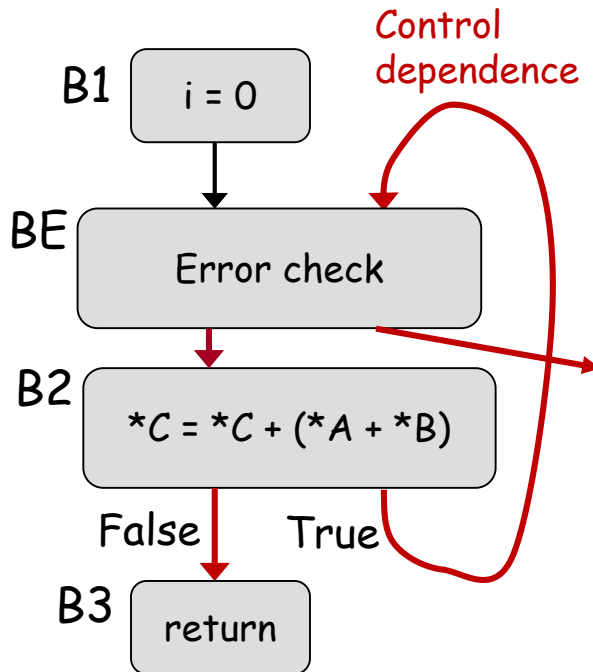 Control
dependence
B1
i = 0
BE
Error check
B2
*C = *C + (*A + *B)
False
True
B3
return